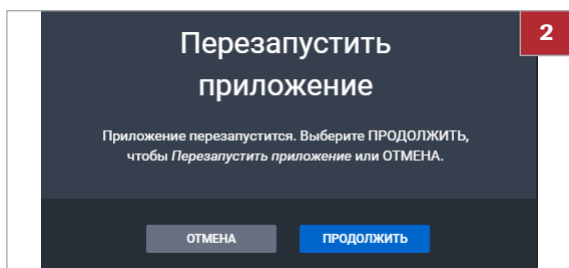 2
Перезапустить
приложение
Приложение перезапустится. Выберите ПРОДОЛЖИТЬ,
чтобы Перезапустить приложение или ОТМЕНА.
ОТМЕНА ПРОДОЛЖИТЬ